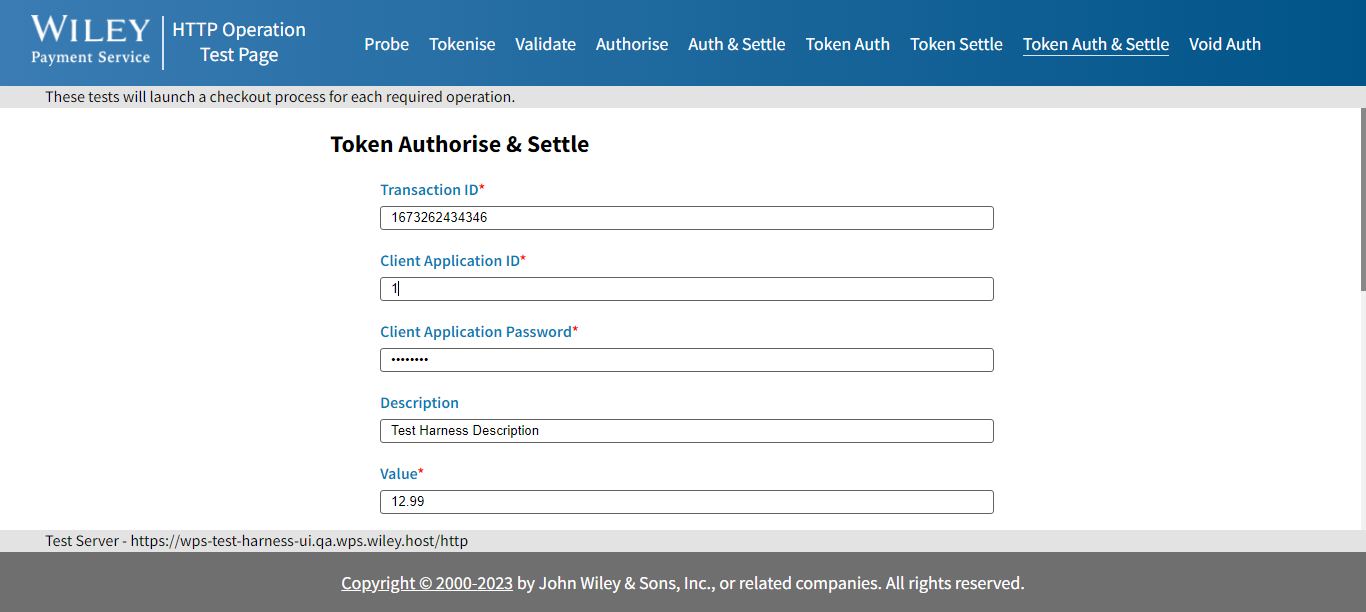 WILEY
Payment Service
HTTP Operation
Test Page
Probe Tokenise Validate Authorise Auth & Settle Token Auth Token Settle Token Auth & Settle Void Auth
These tests will launch a checkout process for each required operation.
Token Authorise & Settle
Transaction ID*
1673262434346
Client Application ID*
1
Client Application Password*
••••••••
Description
Test Harness Description
Value*
12.99
Test Server - https://wps-test-harness-ui.qa.wps.wiley.host/http
Copyright © 2000-2023 by John Wiley & Sons, Inc., or related companies. All rights reserved.